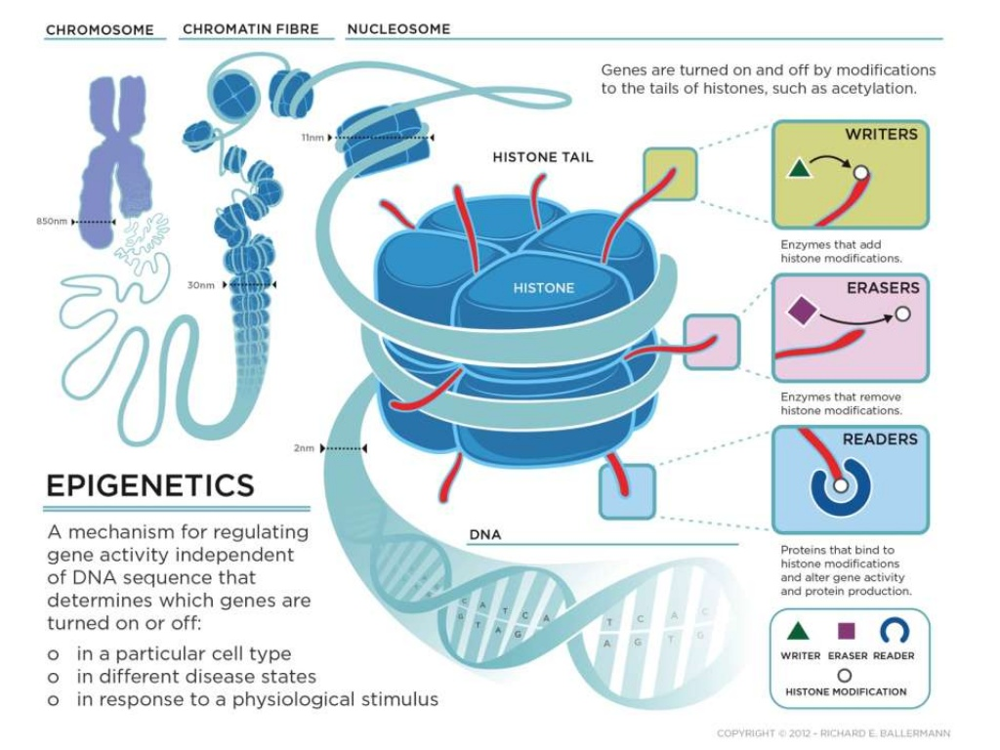 CHROMOSOME
CHROMATIN FIBRE
NUCLEOSOME
Genes are turned on and off by modifications
to the tails of histones, such as acetylation.
11nm
HISTONE TAIL
WRITERS
850nm
Enzymes that add
histone modifications.
30nm
HISTONE
ERASERS
Enzymes that remove
histone modifications.
2nm
READERS
EPIGENETICS
A mechanism for regulating
gene activity independent
of DNA sequence that
determines which genes are
turned on or off:
o in a particular cell type
o in different disease states
o in response to a physiological stimulus
DNA
C A T C A
G T A G
T C A C
A G T G
Proteins that bind to
histone modifications
and alter gene activity
and protein production.
WRITER ERASER READER
HISTONE MODIFICATION
COPYRIGHT © 2012 - RICHARD E. BALLERMANN